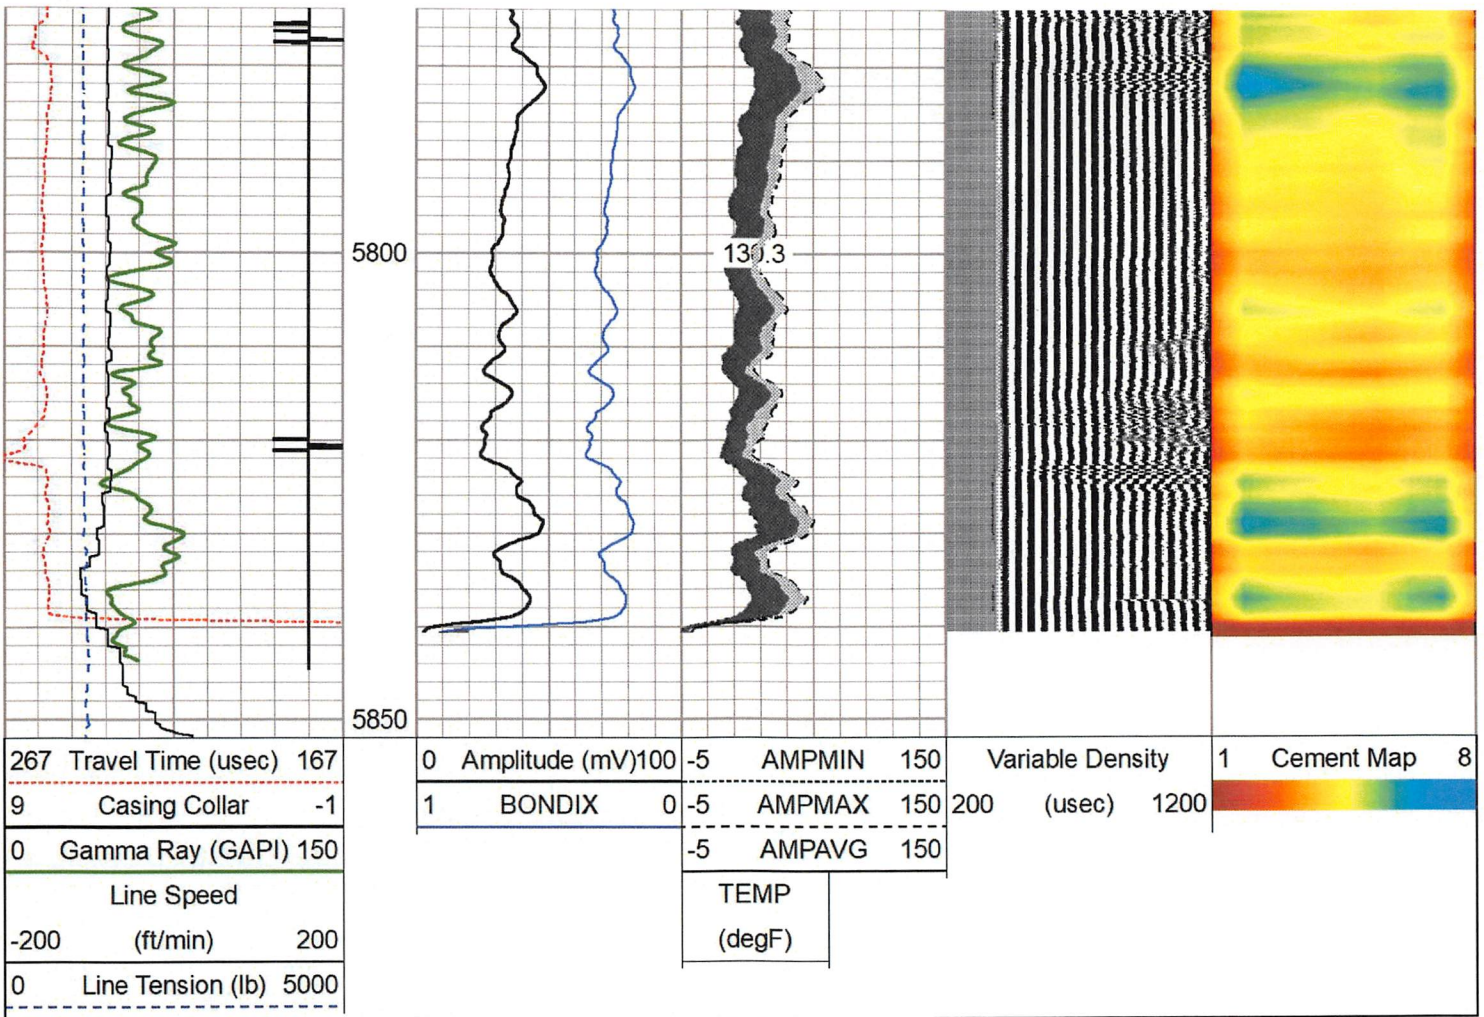 5800
130.3
5850
267 Travel Time (usec) 167
9 Casing Collar -1
0 Gamma Ray (GAPI) 150
Line Speed
-200 (ft/min) 200
0 Line Tension (lb) 5000
0 Amplitude (mV) 100
1 BONDIX 0
-5 AMPMIN 150
-5 AMPMAX 150
-5 AMPAVG 150
TEMP
(degF)
Variable Density
200 (usec) 1200
1 Cement Map 8